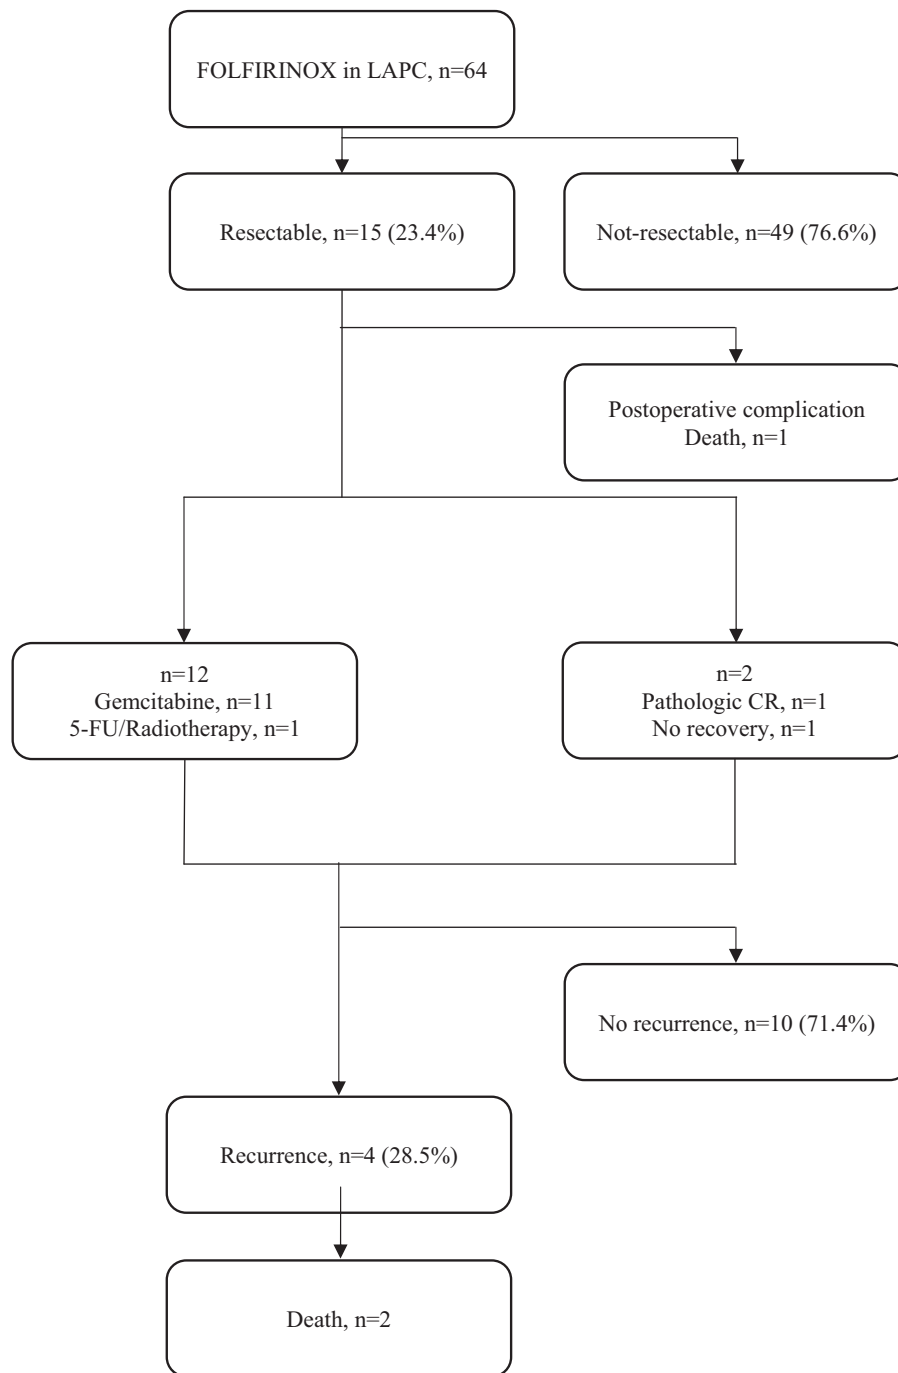 FOLFIRINOX in LAPC, n=64
Resectable, n=15 (23.4%)
Not-resectable, n=49 (76.6%)
Postoperative complication
Death, n=1
n=12
Gemcitabine, n=11
5-FU/Radiotherapy, n=1
n=2
Pathologic CR, n=1
No recovery, n=1
No recurrence, n=10 (71.4%)
Recurrence, n=4 (28.5%)
Death, n=2